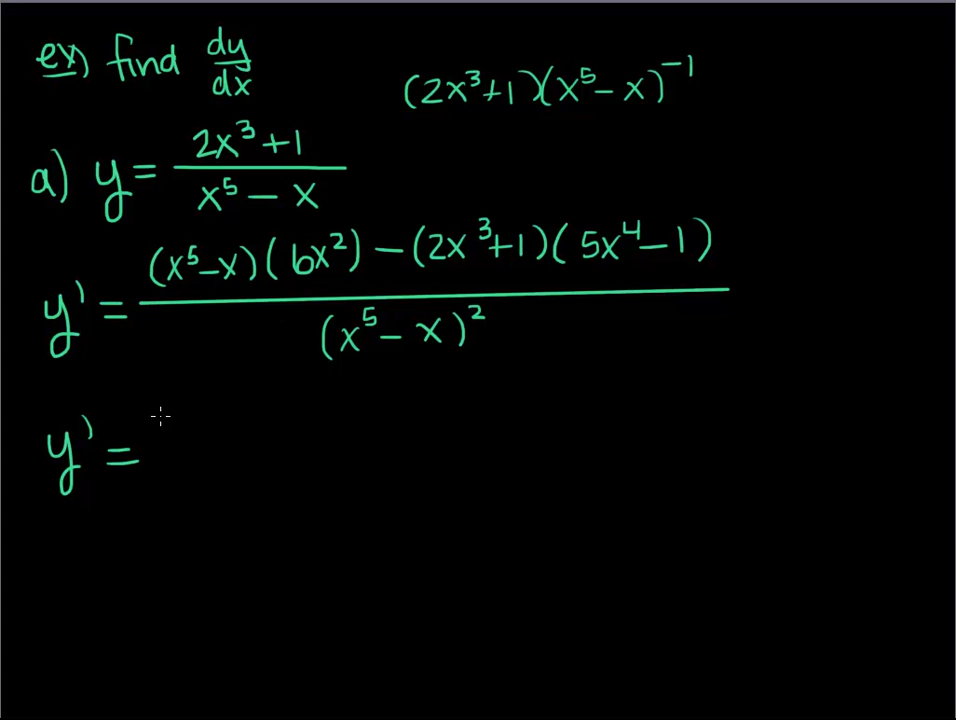 ex) find dy/dx
(2x³+1)(x⁵-x)⁻¹
a) y = (2x³+1)/(x⁵-x)
y' = ((x⁵-x)(6x²)-(2x³+1)(5x⁴-1))/(x⁵-x)²
y' =